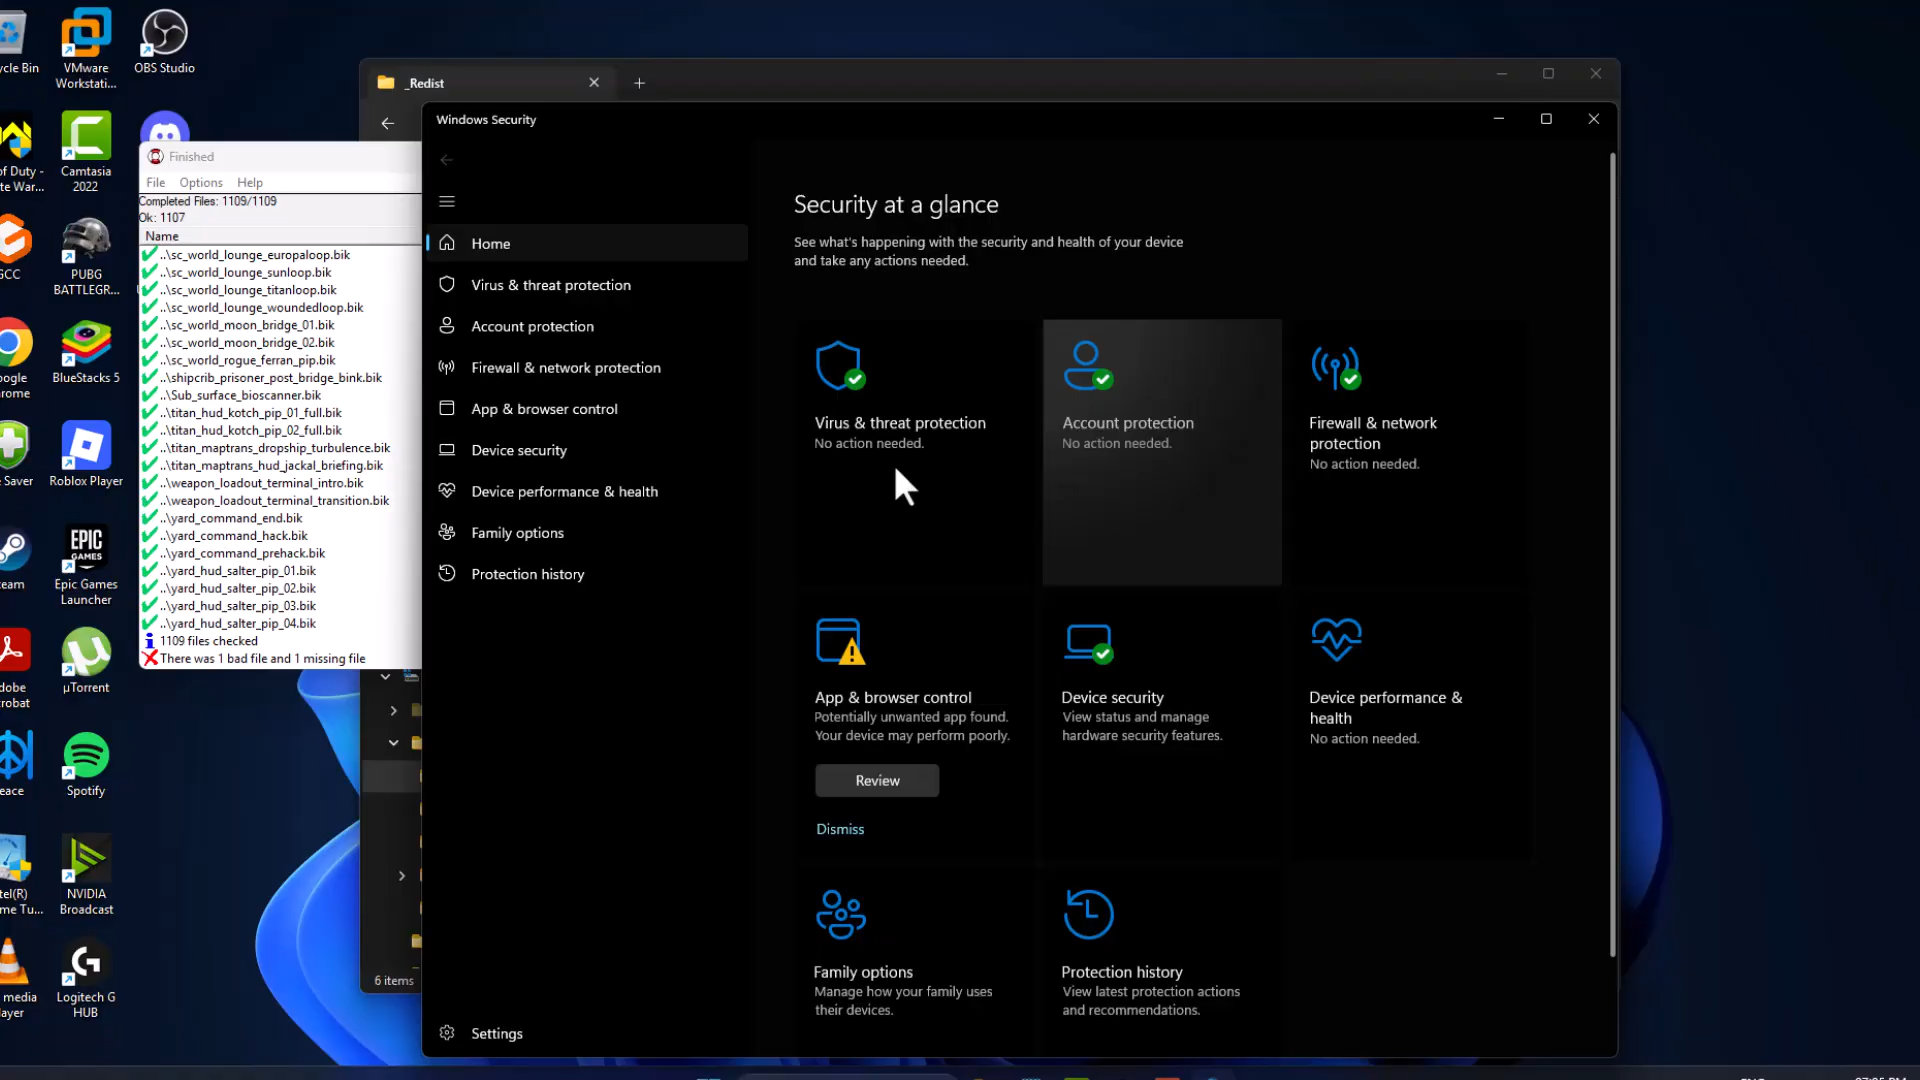 OBS Studio
VMware
Workstati...
Camtasia
2022
PUBG
BATTLEGR...
BlueStacks 5
Roblox Player
EPIC
GAMES
Epic Games
Launcher
µTorrent
Spotify
NVIDIA
Broadcast
Logitech G
HUB
_Redist
Finished
File Options Help
Completed Files: 1109/1109
Ok: 1107
Name
..\sc_world_lounge_europaloop.bik
..\sc_world_lounge_sunloop.bik
..\sc_world_lounge_titanloop.bik
..\sc_world_lounge_woundedloop.bik
..\sc_world_moon_bridge_01.bik
..\sc_world_moon_bridge_02.bik
..\sc_world_rogue_ferran_pip.bik
..\shipcrib_prisoner_post_bridge_bink.bik
..\Sub_surface_bioscanner.bik
..\titan_hud_kotch_pip_01_full.bik
..\titan_hud_kotch_pip_02_full.bik
..\titan_maptrans_dropship_turbulence.bik
..\titan_maptrans_hud_jackal_briefing.bik
..\weapon_loadout_terminal_intro.bik
..\weapon_loadout_terminal_transition.bik
..\yard_command_end.bik
..\yard_command_hack.bik
..\yard_command_prehack.bik
..\yard_hud_salter_pip_01.bik
..\yard_hud_salter_pip_02.bik
..\yard_hud_salter_pip_03.bik
..\yard_hud_salter_pip_04.bik
1109 files checked
There was 1 bad file and 1 missing file
6 items
Windows Security
Home
Virus & threat protection
Account protection
Firewall & network protection
App & browser control
Device security
Device performance & health
Family options
Protection history
Settings
Security at a glance
See what's happening with the security and health of your device
and take any actions needed.
Virus & threat protection
No action needed.
Account protection
No action needed.
Firewall & network
protection
No action needed.
App & browser control
Potentially unwanted app found.
Your device may perform poorly.
Review
Dismiss
Device security
View status and manage
hardware security features.
Device performance &
health
No action needed.
Family options
Manage how your family uses
their devices.
Protection history
View latest protection actions
and recommendations.